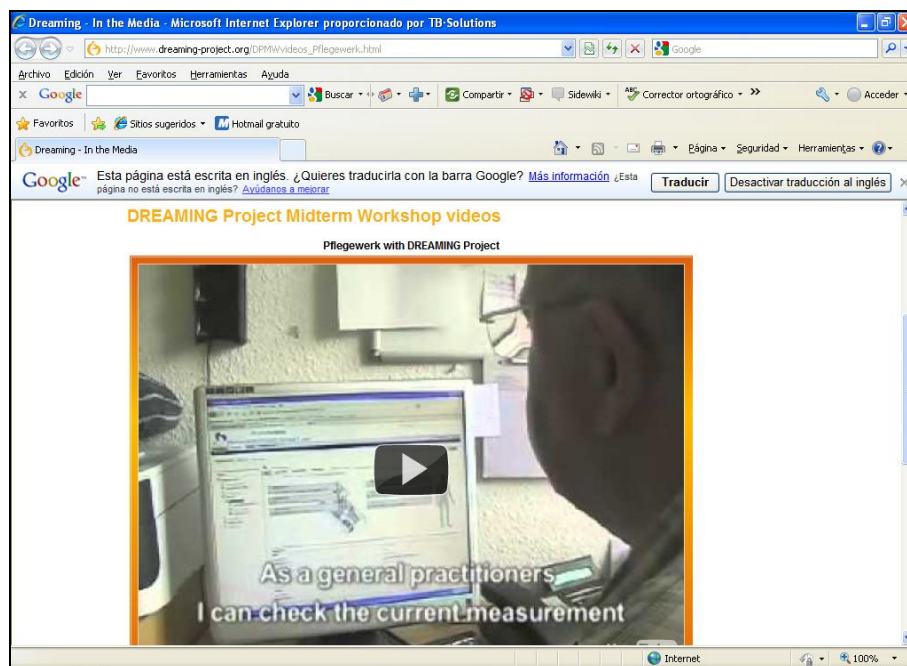 Dreaming - In the Media - Microsoft Internet Explorer proporcionado por TB-Solutions
http://www.dreaming-project.org/DPMWvideos_Pflegewerk.html
Google
Archivo Edición Ver Favoritos Herramientas Ayuda
x Google Buscar Compartir Sidewiki ABC Corrector ortográfico >> Acceder
Favoritos Sitios sugeridos Hotmail gratuito
Dreaming - In the Media Página Seguridad Herramientas
Google Esta página está escrita en inglés. ¿Quieres traducirla con la barra Google? Más información ¿Esta
página no está escrita en inglés? Ayúdanos a mejorar
Traducir Desactivar traducción al inglés
DREAMING Project Midterm Workshop videos
Pflegewerk with DREAMING Project
As a general practitioners
I can check the current measurement
Internet 100%